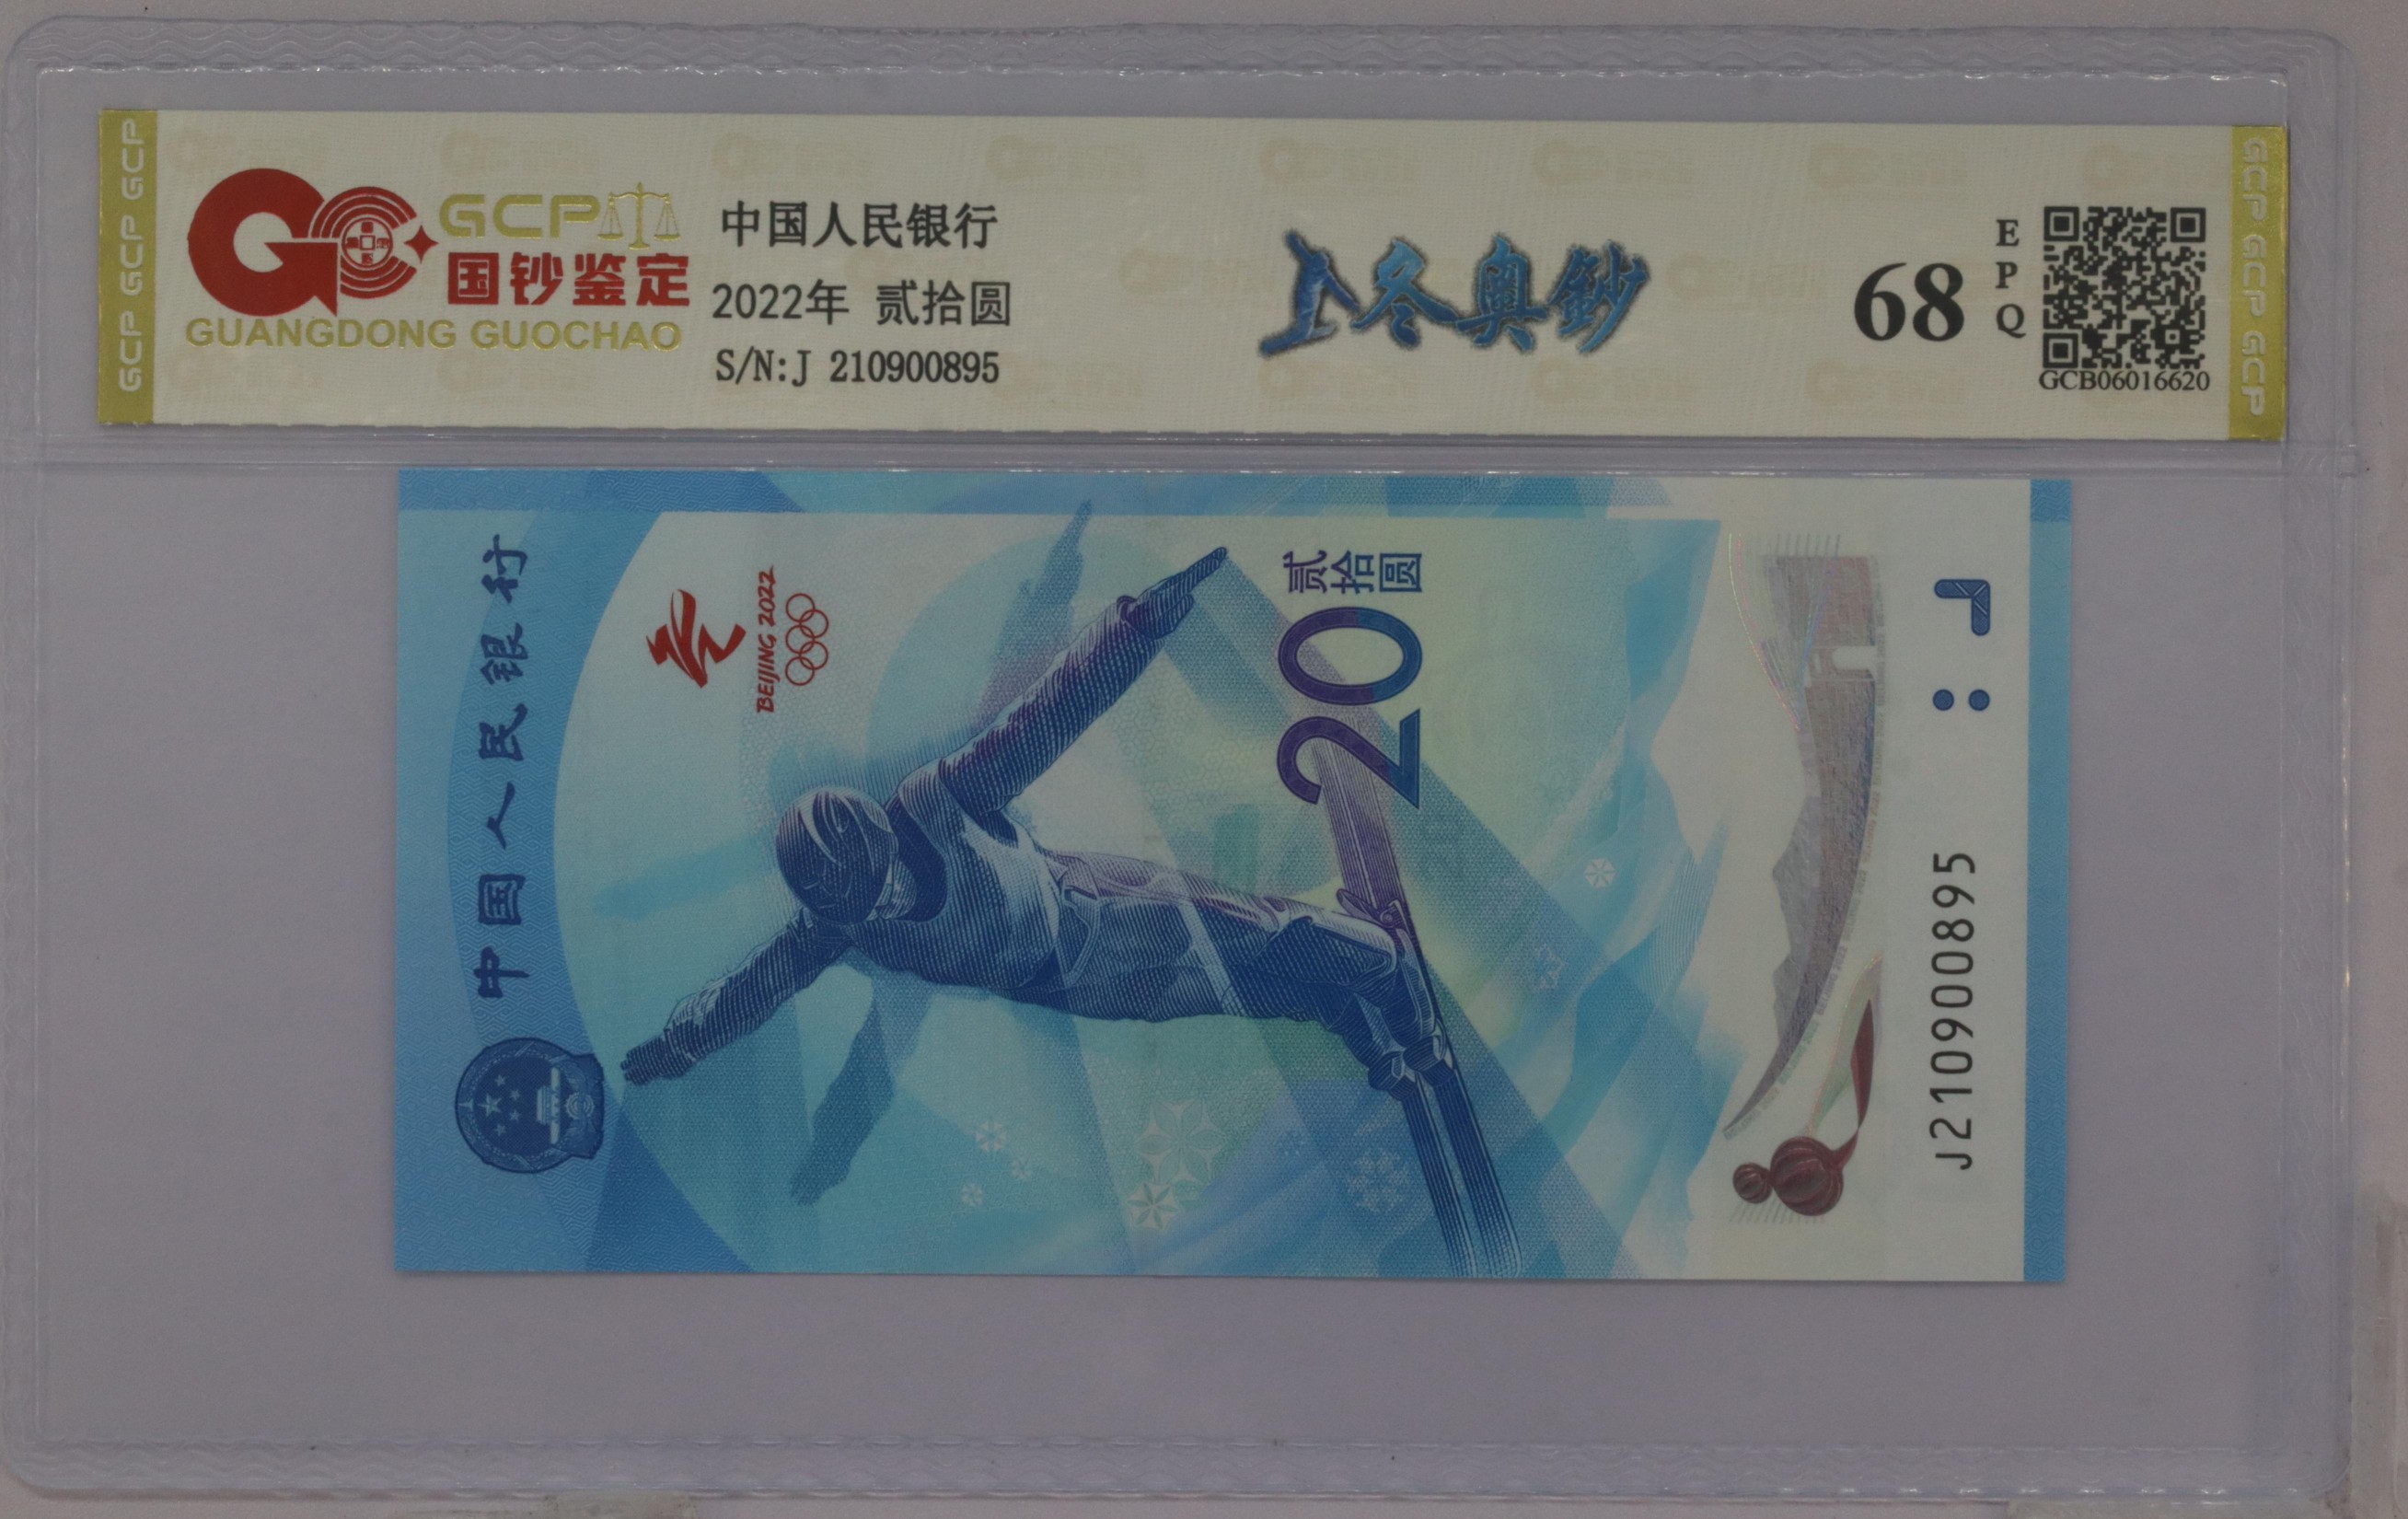 GCP GCP GCP
GCP
国钞鉴定
GUANGDONG GUOCHAO
中国人民银行
2022年 贰拾圆
S/N:J 210900895
冬奥鈔
68
EPQ
GCB06016620
GCP GCP GCP
中国人民银行
BEIJING 2022
贰拾圆
20
J210900895